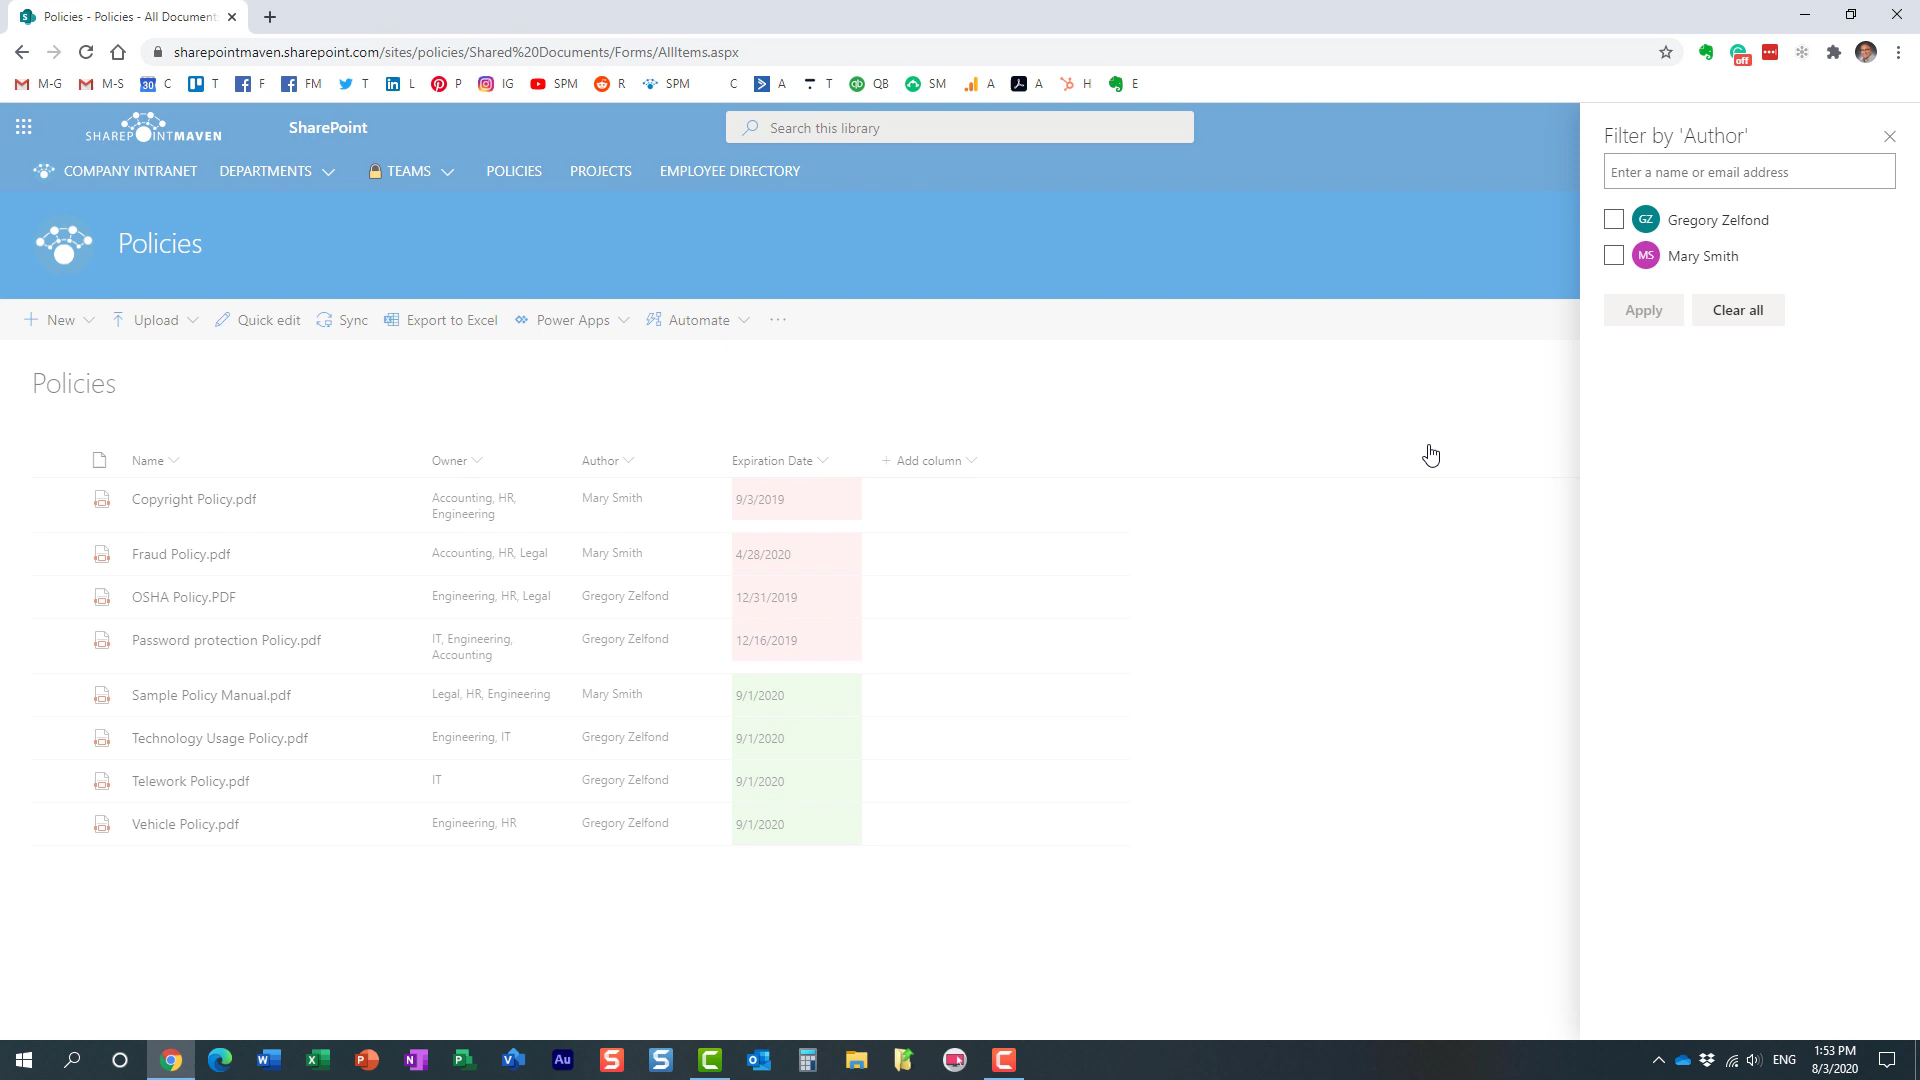 Policies - Policies - All Document
sharepointmaven.sharepoint.com/sites/policies/Shared%20Documents/Forms/AllItems.aspx
off
M-G M-S 30 C T F FM T L P IG SPM R SPM C A T QB SM A A H E
SHAREPOINTMAVEN
SharePoint
Search this library
COMPANY INTRANET DEPARTMENTS TEAMS POLICIES PROJECTS EMPLOYEE DIRECTORY
Policies
New Upload Quick edit Sync Export to Excel Power Apps Automate ···
Policies
Name Owner Author Expiration Date + Add column
Copyright Policy.pdf Accounting, HR, Mary Smith 9/3/2019
Engineering
Fraud Policy.pdf Accounting, HR, Legal Mary Smith 4/28/2020
OSHA Policy.PDF Engineering, HR, Legal Gregory Zelfond 12/31/2019
Password protection Policy.pdf IT, Engineering, Gregory Zelfond 12/16/2019
Accounting
Sample Policy Manual.pdf Legal, HR, Engineering Mary Smith 9/1/2020
Technology Usage Policy.pdf Engineering, IT Gregory Zelfond 9/1/2020
Telework Policy.pdf IT Gregory Zelfond 9/1/2020
Vehicle Policy.pdf Engineering, HR Gregory Zelfond 9/1/2020
Filter by 'Author'
Enter a name or email address
GZ Gregory Zelfond
MS Mary Smith
Apply Clear all
Au
ENG
1:53 PM
8/3/2020